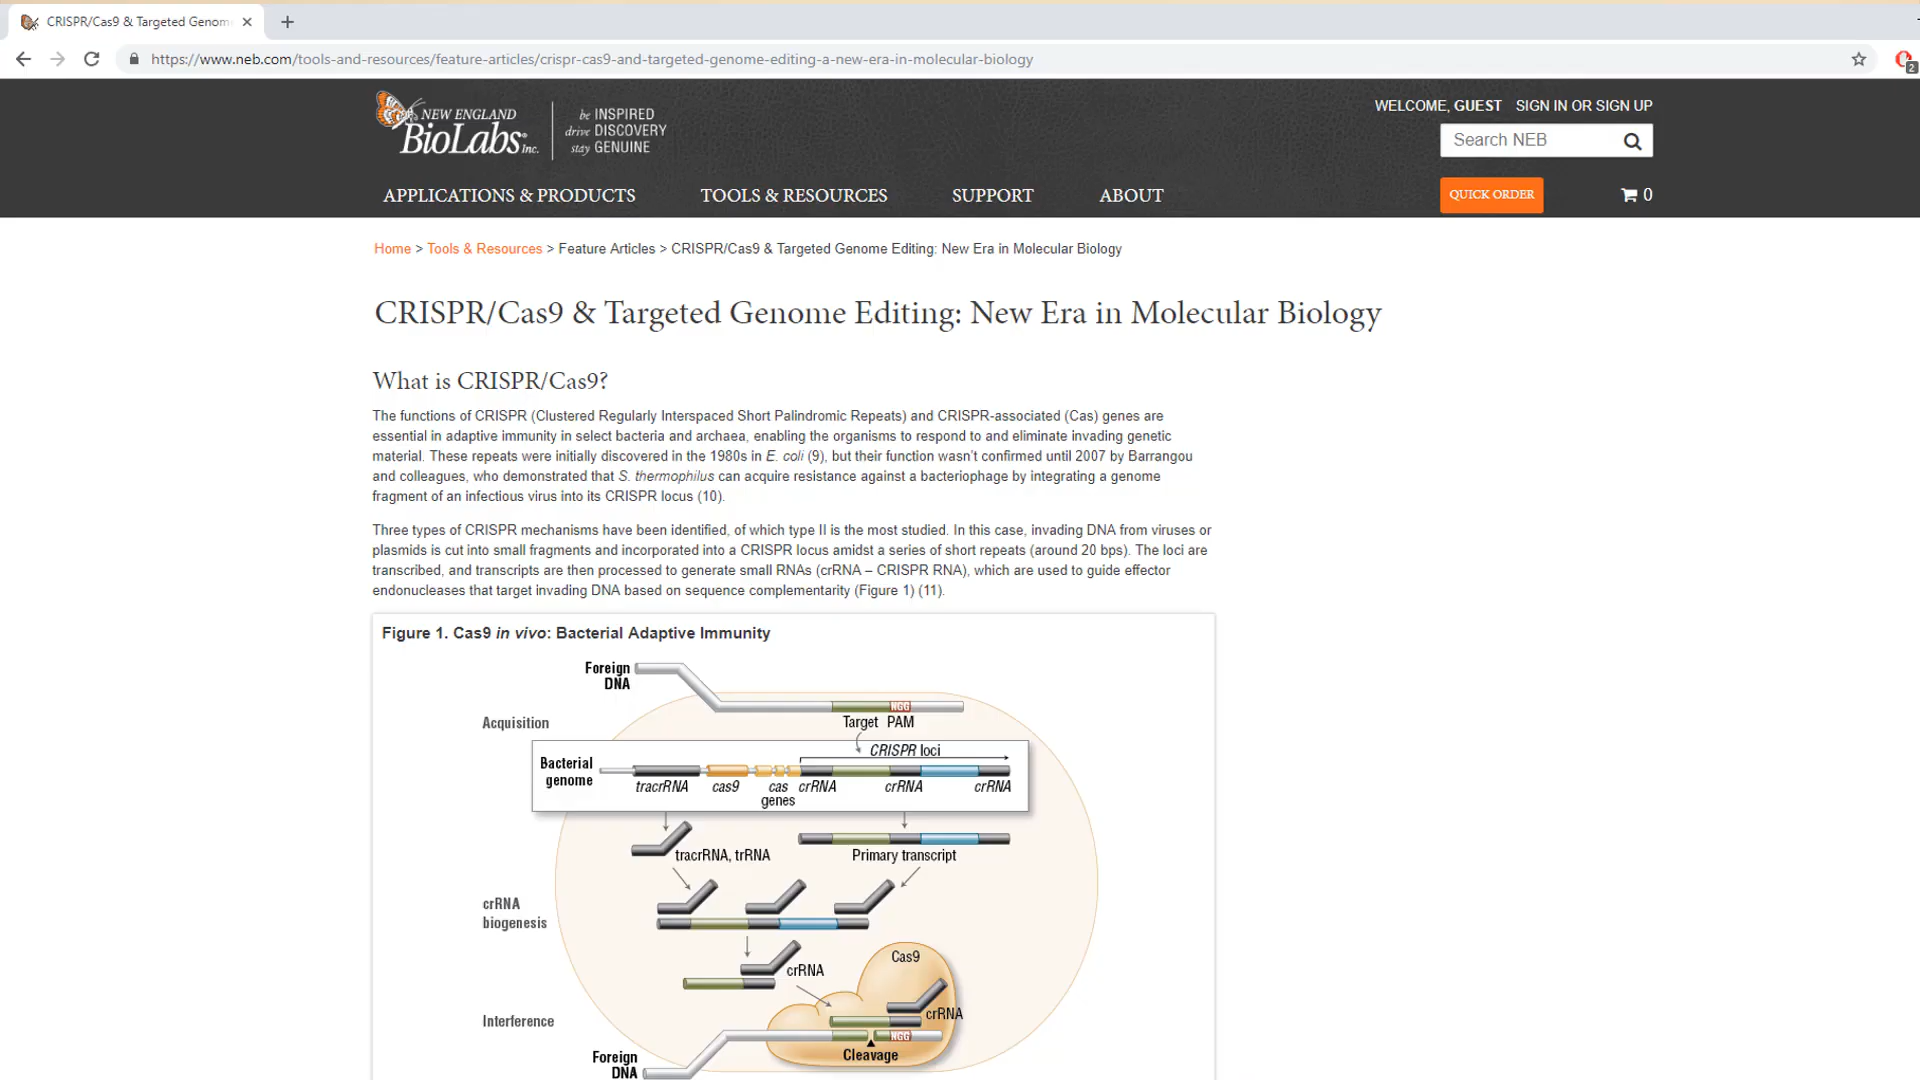 CRISPR/Cas9 & Targeted Genom
https://www.neb.com/tools-and-resources/feature-articles/crispr-cas9-and-targeted-genome-editing-a-new-era-in-molecular-biology
2
NEW ENGLAND
BioLabs Inc.
be INSPIRED
drive DISCOVERY
stay GENUINE
WELCOME, GUEST SIGN IN OR SIGN UP
Search NEB
APPLICATIONS & PRODUCTS TOOLS & RESOURCES SUPPORT ABOUT
QUICK ORDER
0
Home > Tools & Resources > Feature Articles > CRISPR/Cas9 & Targeted Genome Editing: New Era in Molecular Biology
CRISPR/Cas9 & Targeted Genome Editing: New Era in Molecular Biology
What is CRISPR/Cas9?
The functions of CRISPR (Clustered Regularly Interspaced Short Palindromic Repeats) and CRISPR-associated (Cas) genes are
essential in adaptive immunity in select bacteria and archaea, enabling the organisms to respond to and eliminate invading genetic
material. These repeats were initially discovered in the 1980s in E. coli (9), but their function wasn't confirmed until 2007 by Barrangou
and colleagues, who demonstrated that S. thermophilus can acquire resistance against a bacteriophage by integrating a genome
fragment of an infectious virus into its CRISPR locus (10).
Three types of CRISPR mechanisms have been identified, of which type II is the most studied. In this case, invading DNA from viruses or
plasmids is cut into small fragments and incorporated into a CRISPR locus amidst a series of short repeats (around 20 bps). The loci are
transcribed, and transcripts are then processed to generate small RNAs (crRNA – CRISPR RNA), which are used to guide effector
endonucleases that target invading DNA based on sequence complementarity (Figure 1) (11).
Figure 1. Cas9 in vivo: Bacterial Adaptive Immunity
Foreign
DNA
NGG
Acquisition
Target PAM
CRISPR loci
Bacterial
genome
tracrRNA cas9 cas crRNA crRNA crRNA
genes
tracrRNA, trRNA
Primary transcript
crRNA
biogenesis
Cas9
crRNA
crRNA
Interference
NGG
Cleavage
Foreign
DNA